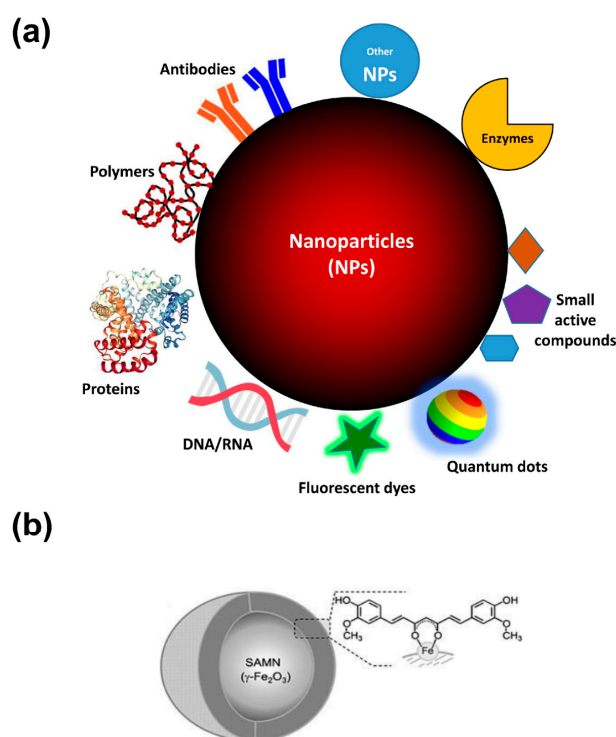 (a)
Other
NPs
Antibodies
Enzymes
Polymers
Nanoparticles
(NPs)
Small
active
compounds
Proteins
DNA/RNA
Quantum dots
Fluorescent dyes
(b)
HO
OH
OCH₃
O
O
OCH₃
Fe
SAMN
(γ-Fe₂O₃)